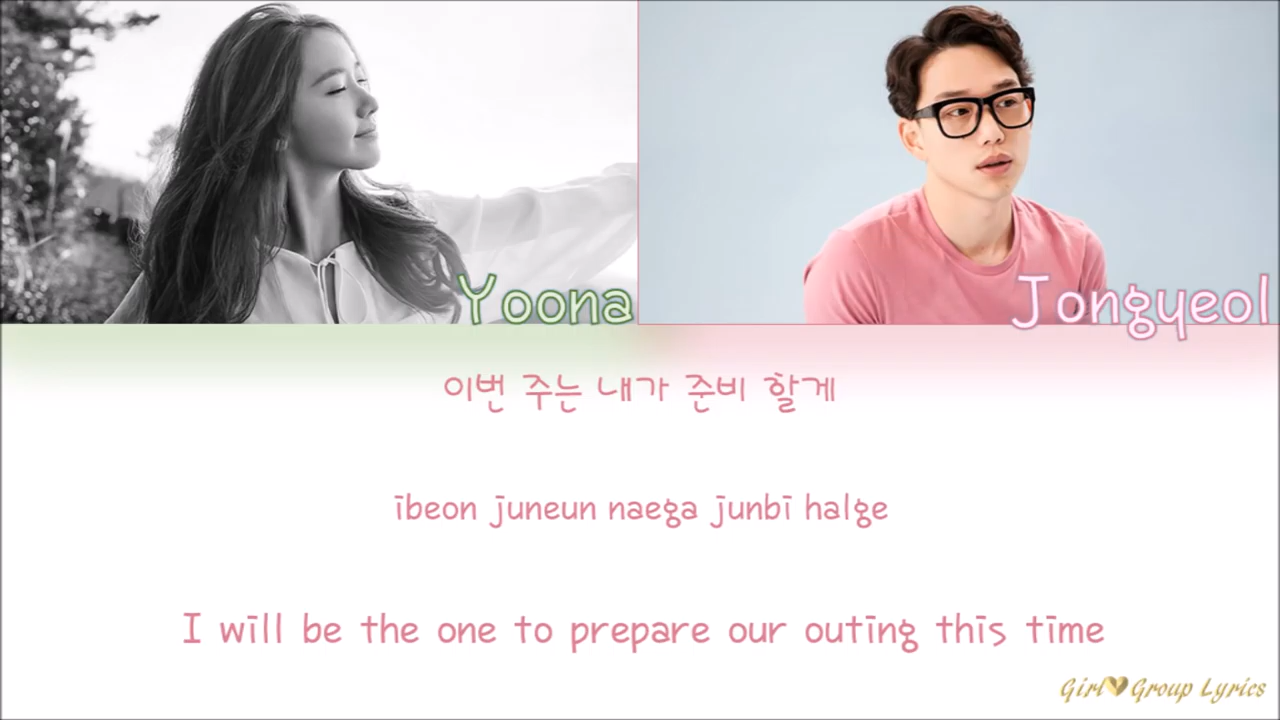 Yoona
Jongyeol
이번 주는 내가 준비 할게
ibeon juneun naega junbi halge
I will be the one to prepare our outing this time
Girl Group Lyrics